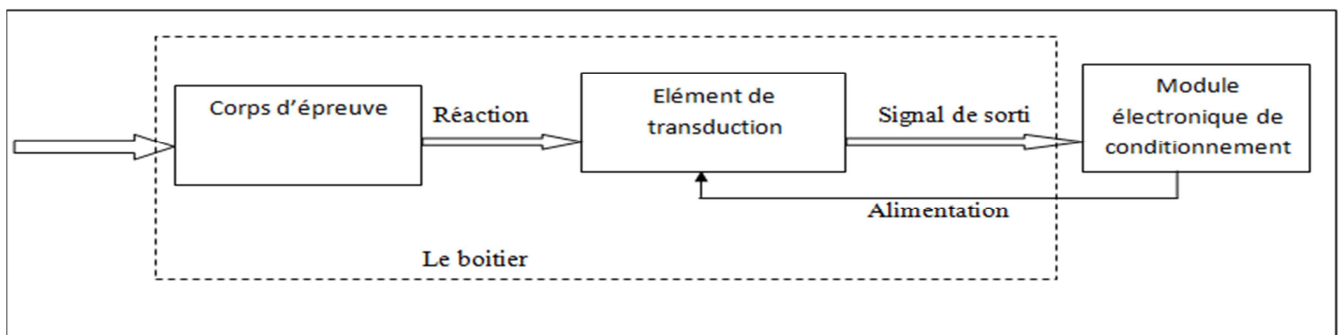 Corps d'épreuve
Réaction
Elément de
transduction
Signal de sorti
Module
électronique de
conditionnement
Alimentation
Le boitier